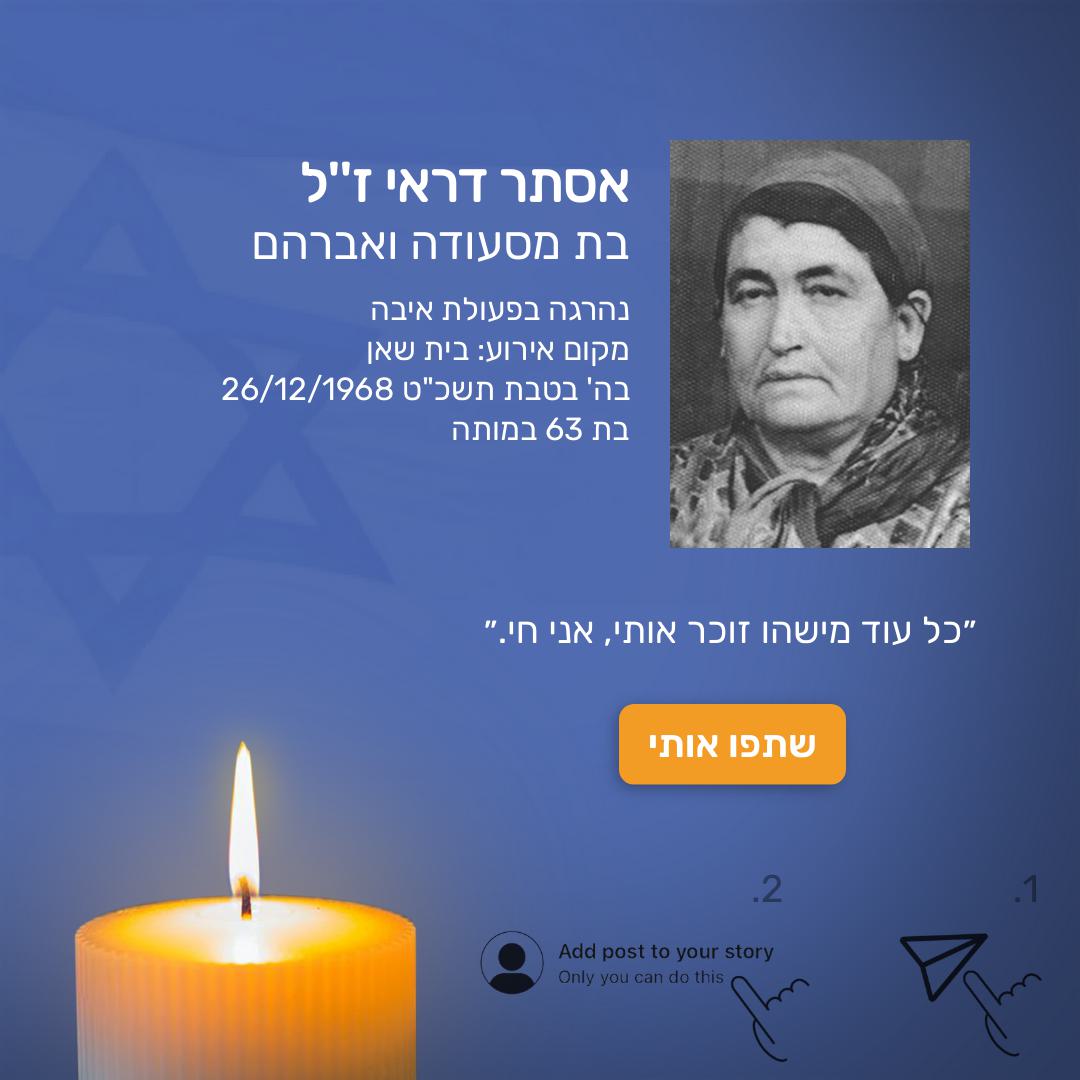 אסתר דראי ז''ל
בת מסעודה ואברהם
נהרגה בפעולת איבה
מקום אירוע: בית שאן
בה' בטבת תשכ"ט 26/12/1968
בת 63 במותה
״כל עוד מישהו זוכר אותי, אני חי.״
שתפו אותי
.1
.2
Add post to your story
Only you can do this